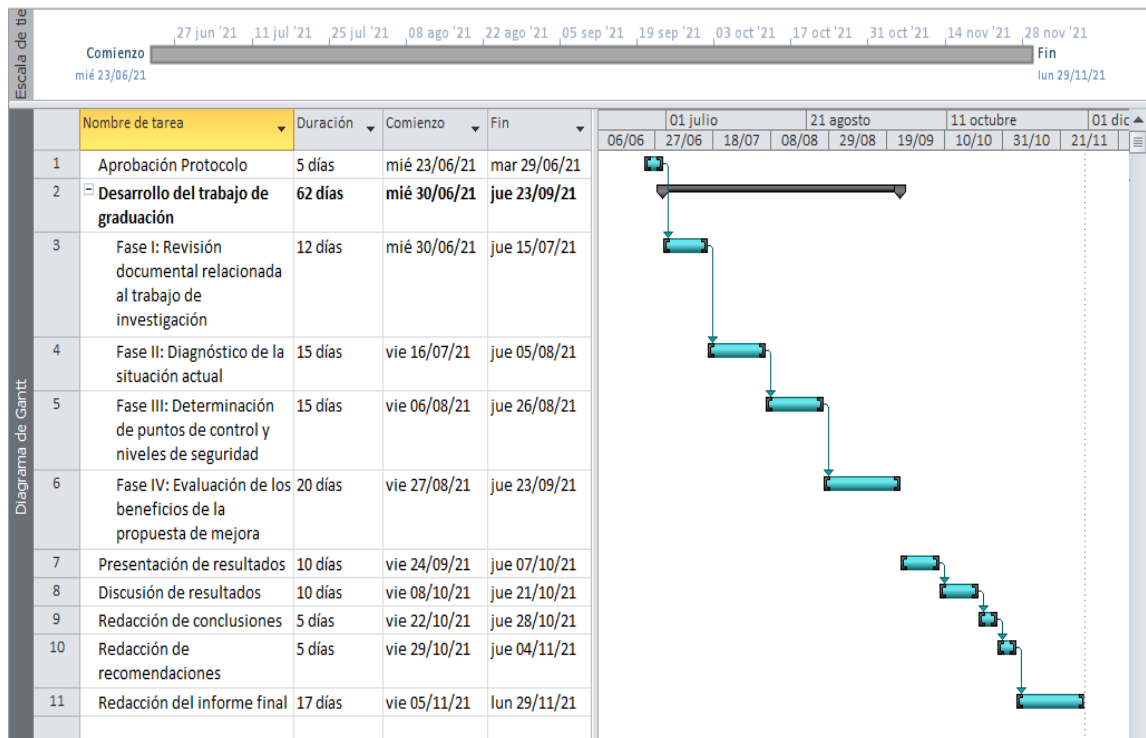 Escala de tie
27 jun '21 11 jul '21 25 jul '21 08 ago '21 22 ago '21 05 sep '21 19 sep '21 03 oct '21 17 oct '21 31 oct '21 14 nov '21 28 nov '21
Comienzo
mié 23/06/21
Fin
lun 29/11/21
Diagrama de Gantt
Nombre de tarea Duración Comienzo Fin
01 julio 21 agosto 11 octubre 01 dic
06/06 27/06 18/07 08/08 29/08 19/09 10/10 31/10 21/11
1 Aprobación Protocolo 5 días mié 23/06/21 mar 29/06/21
2 Desarrollo del trabajo de 62 días mié 30/06/21 jue 23/09/21
graduación
3 Fase I: Revisión 12 días mié 30/06/21 jue 15/07/21
documental relacionada
al trabajo de
investigación
4 Fase II: Diagnóstico de la 15 días vie 16/07/21 jue 05/08/21
situación actual
5 Fase III: Determinación 15 días vie 06/08/21 jue 26/08/21
de puntos de control y
niveles de seguridad
6 Fase IV: Evaluación de los 20 días vie 27/08/21 jue 23/09/21
beneficios de la
propuesta de mejora
7 Presentación de resultados 10 días vie 24/09/21 jue 07/10/21
8 Discusión de resultados 10 días vie 08/10/21 jue 21/10/21
9 Redacción de conclusiones 5 días vie 22/10/21 jue 28/10/21
10 Redacción de 5 días vie 29/10/21 jue 04/11/21
recomendaciones
11 Redacción del informe final 17 días vie 05/11/21 lun 29/11/21